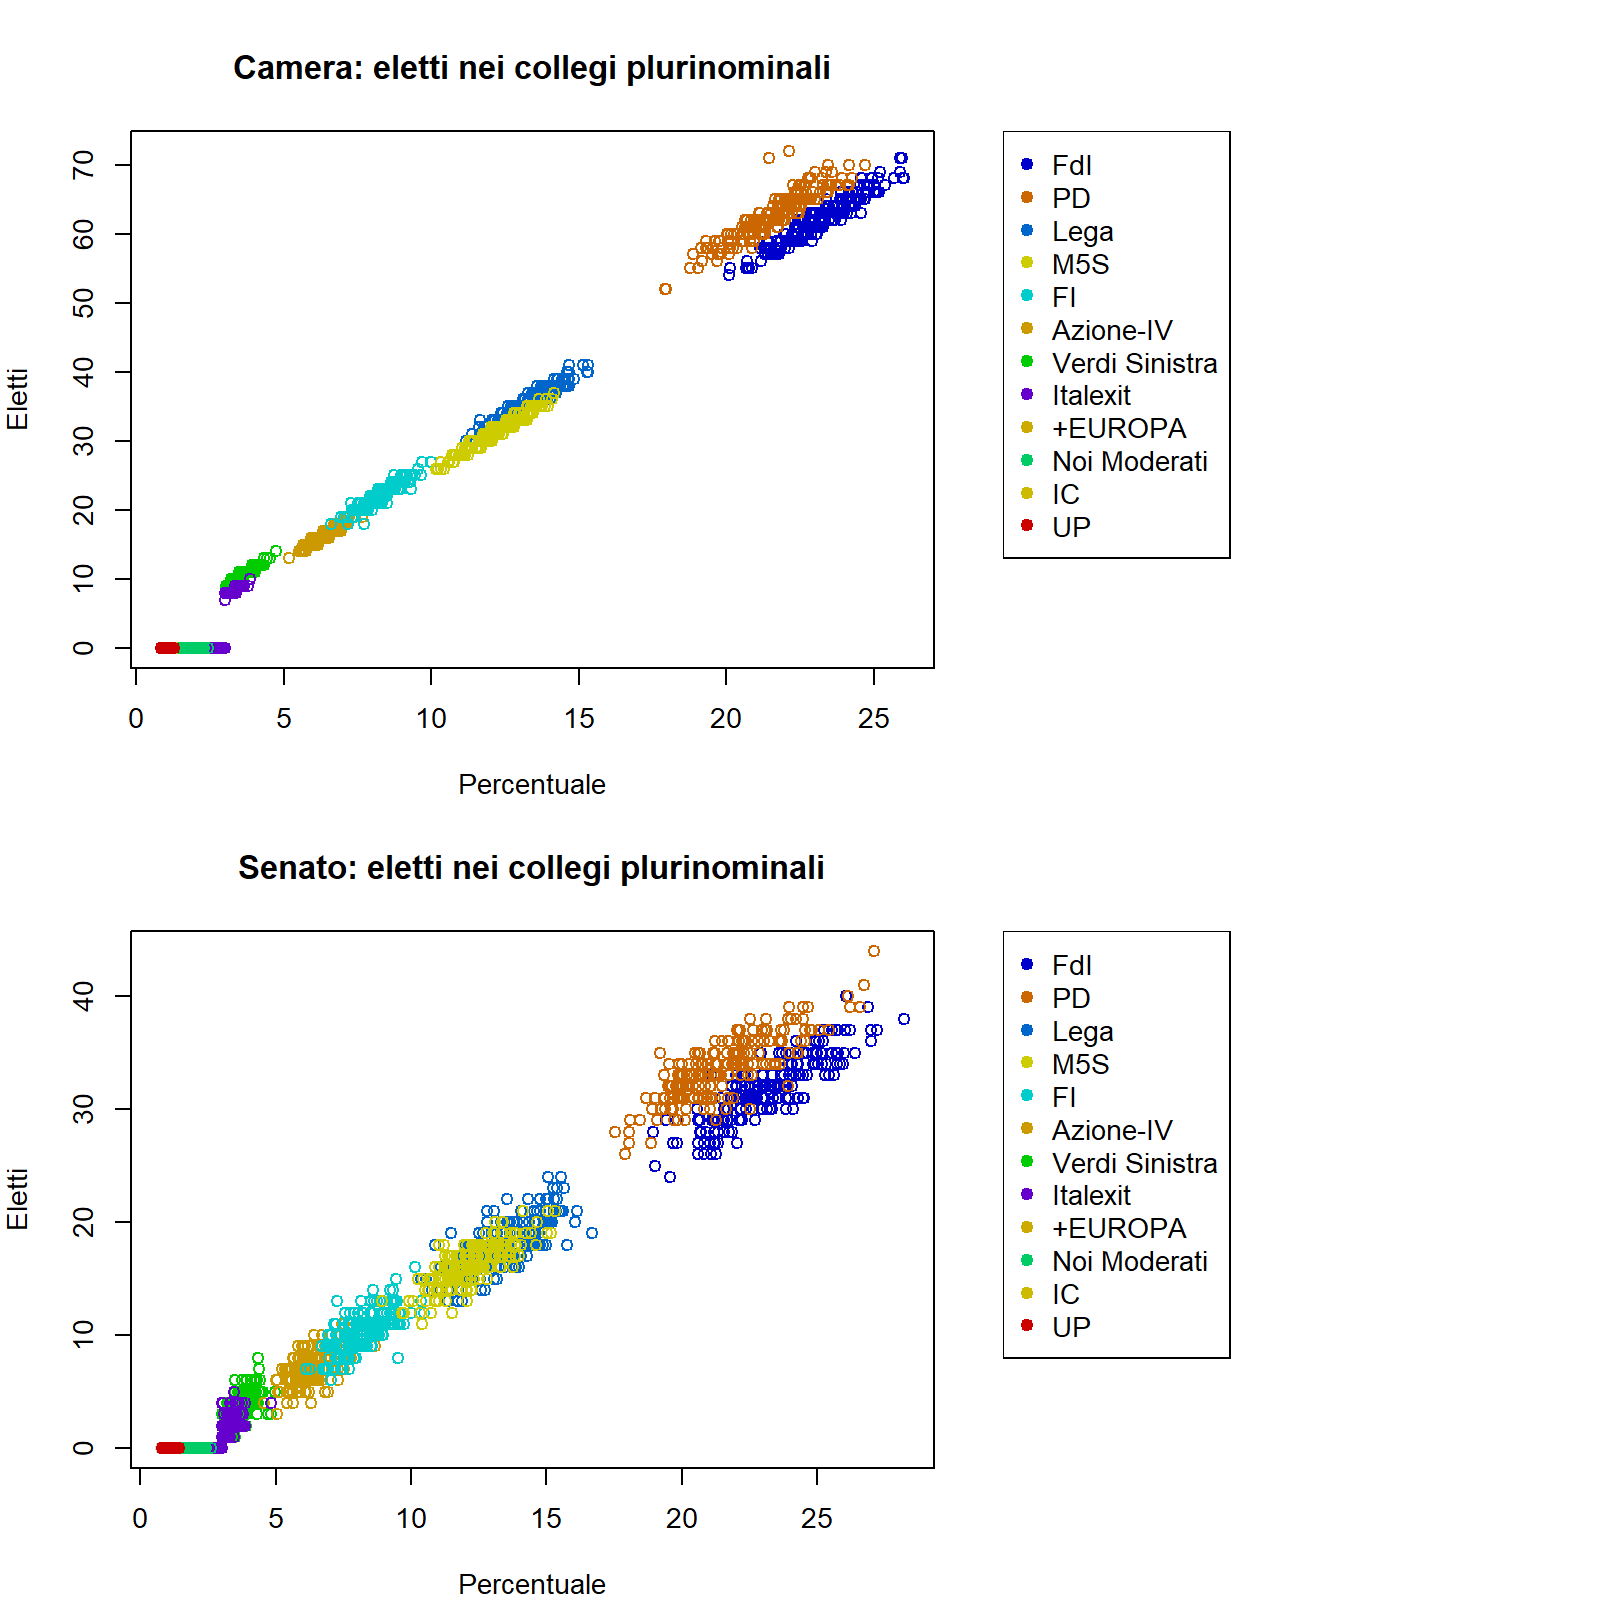 Camera: eletti nei collegi plurinominali
70
60
50
40
30
20
10
0
Eletti
0 5 10 15 20 25
Percentuale
FdI
PD
Lega
M5S
FI
Azione-IV
Verdi Sinistra
Italexit
+EUROPA
Noi Moderati
IC
UP
Senato: eletti nei collegi plurinominali
40
30
20
10
0
Eletti
0 5 10 15 20 25
Percentuale
FdI
PD
Lega
M5S
FI
Azione-IV
Verdi Sinistra
Italexit
+EUROPA
Noi Moderati
IC
UP